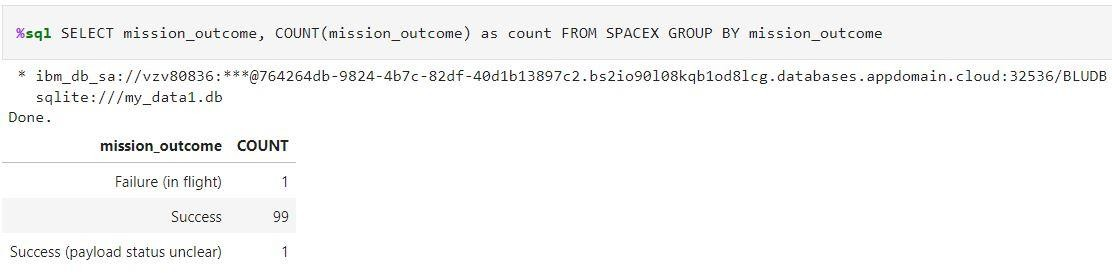 %sql SELECT mission_outcome, COUNT(mission_outcome) as count FROM SPACEX GROUP BY mission_outcome
* ibm_db_sa://vzv80836:***@764264db-9824-4b7c-82df-40d1b13897c2.bs2io90l08kqb1od8lcg.databases.appdomain.cloud:32536/BLUDB
sqlite:///my_data1.db
Done.
mission_outcome COUNT
Failure (in flight) 1
Success 99
Success (payload status unclear) 1